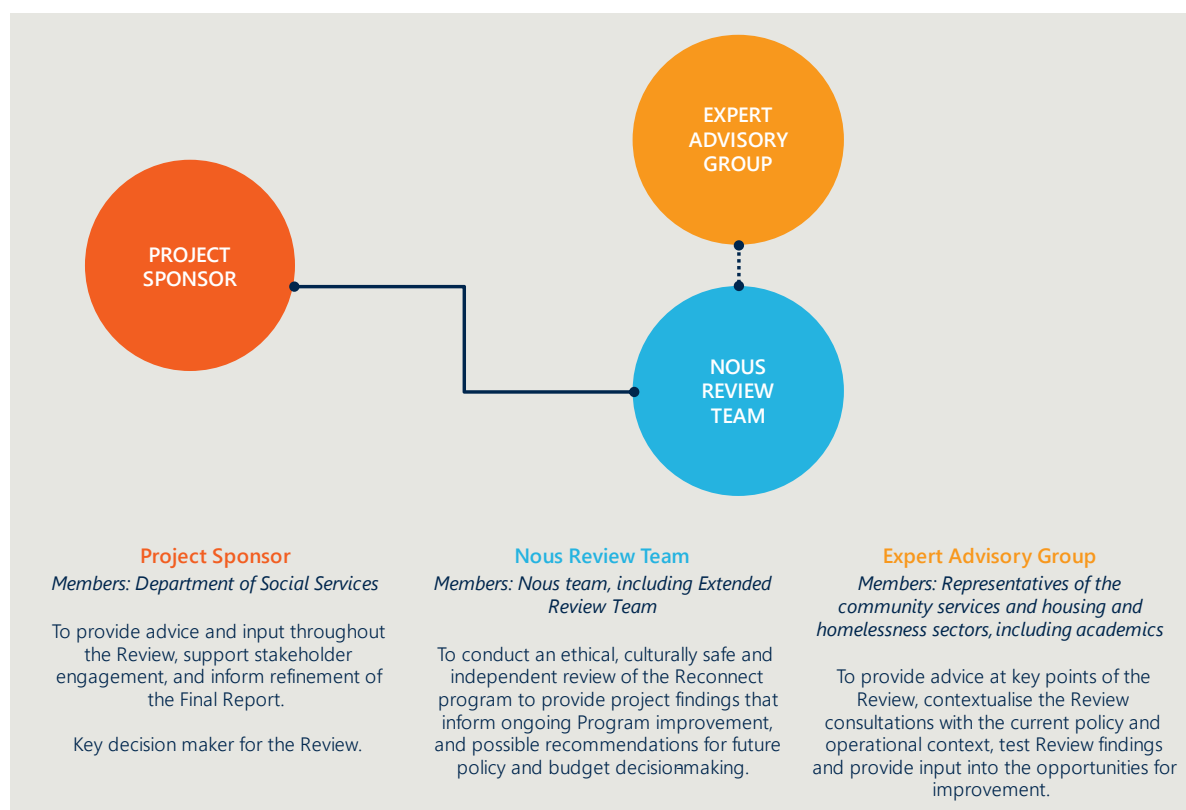 EXPERT
ADVISORY
GROUP
PROJECT
SPONSOR
NOUS
REVIEW
TEAM
Project Sponsor
Members: Department of Social Services
To provide advice and input throughout
the Review, support stakeholder
engagement, and inform refinement of
the Final Report.
Key decision maker for the Review.
Nous Review Team
Members: Nous team, including Extended
Review Team
To conduct an ethical, culturally safe and
independent review of the Reconnect
program to provide project findings that
inform ongoing Program improvement,
and possible recommendations for future
policy and budget decisionmaking.
Expert Advisory Group
Members: Representatives of the
community services and housing and
homelessness sectors, including academics
To provide advice at key points of the
Review, contextualise the Review
consultations with the current policy and
operational context, test Review findings
and provide input into the opportunities for
improvement.